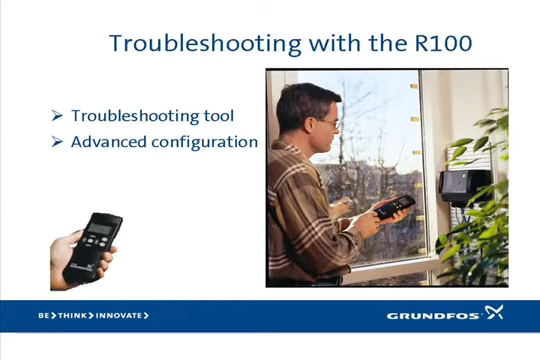 Troubleshooting with the R100
Troubleshooting tool
Advanced configuration
BE > THINK > INNOVATE >
GRUNDFOS